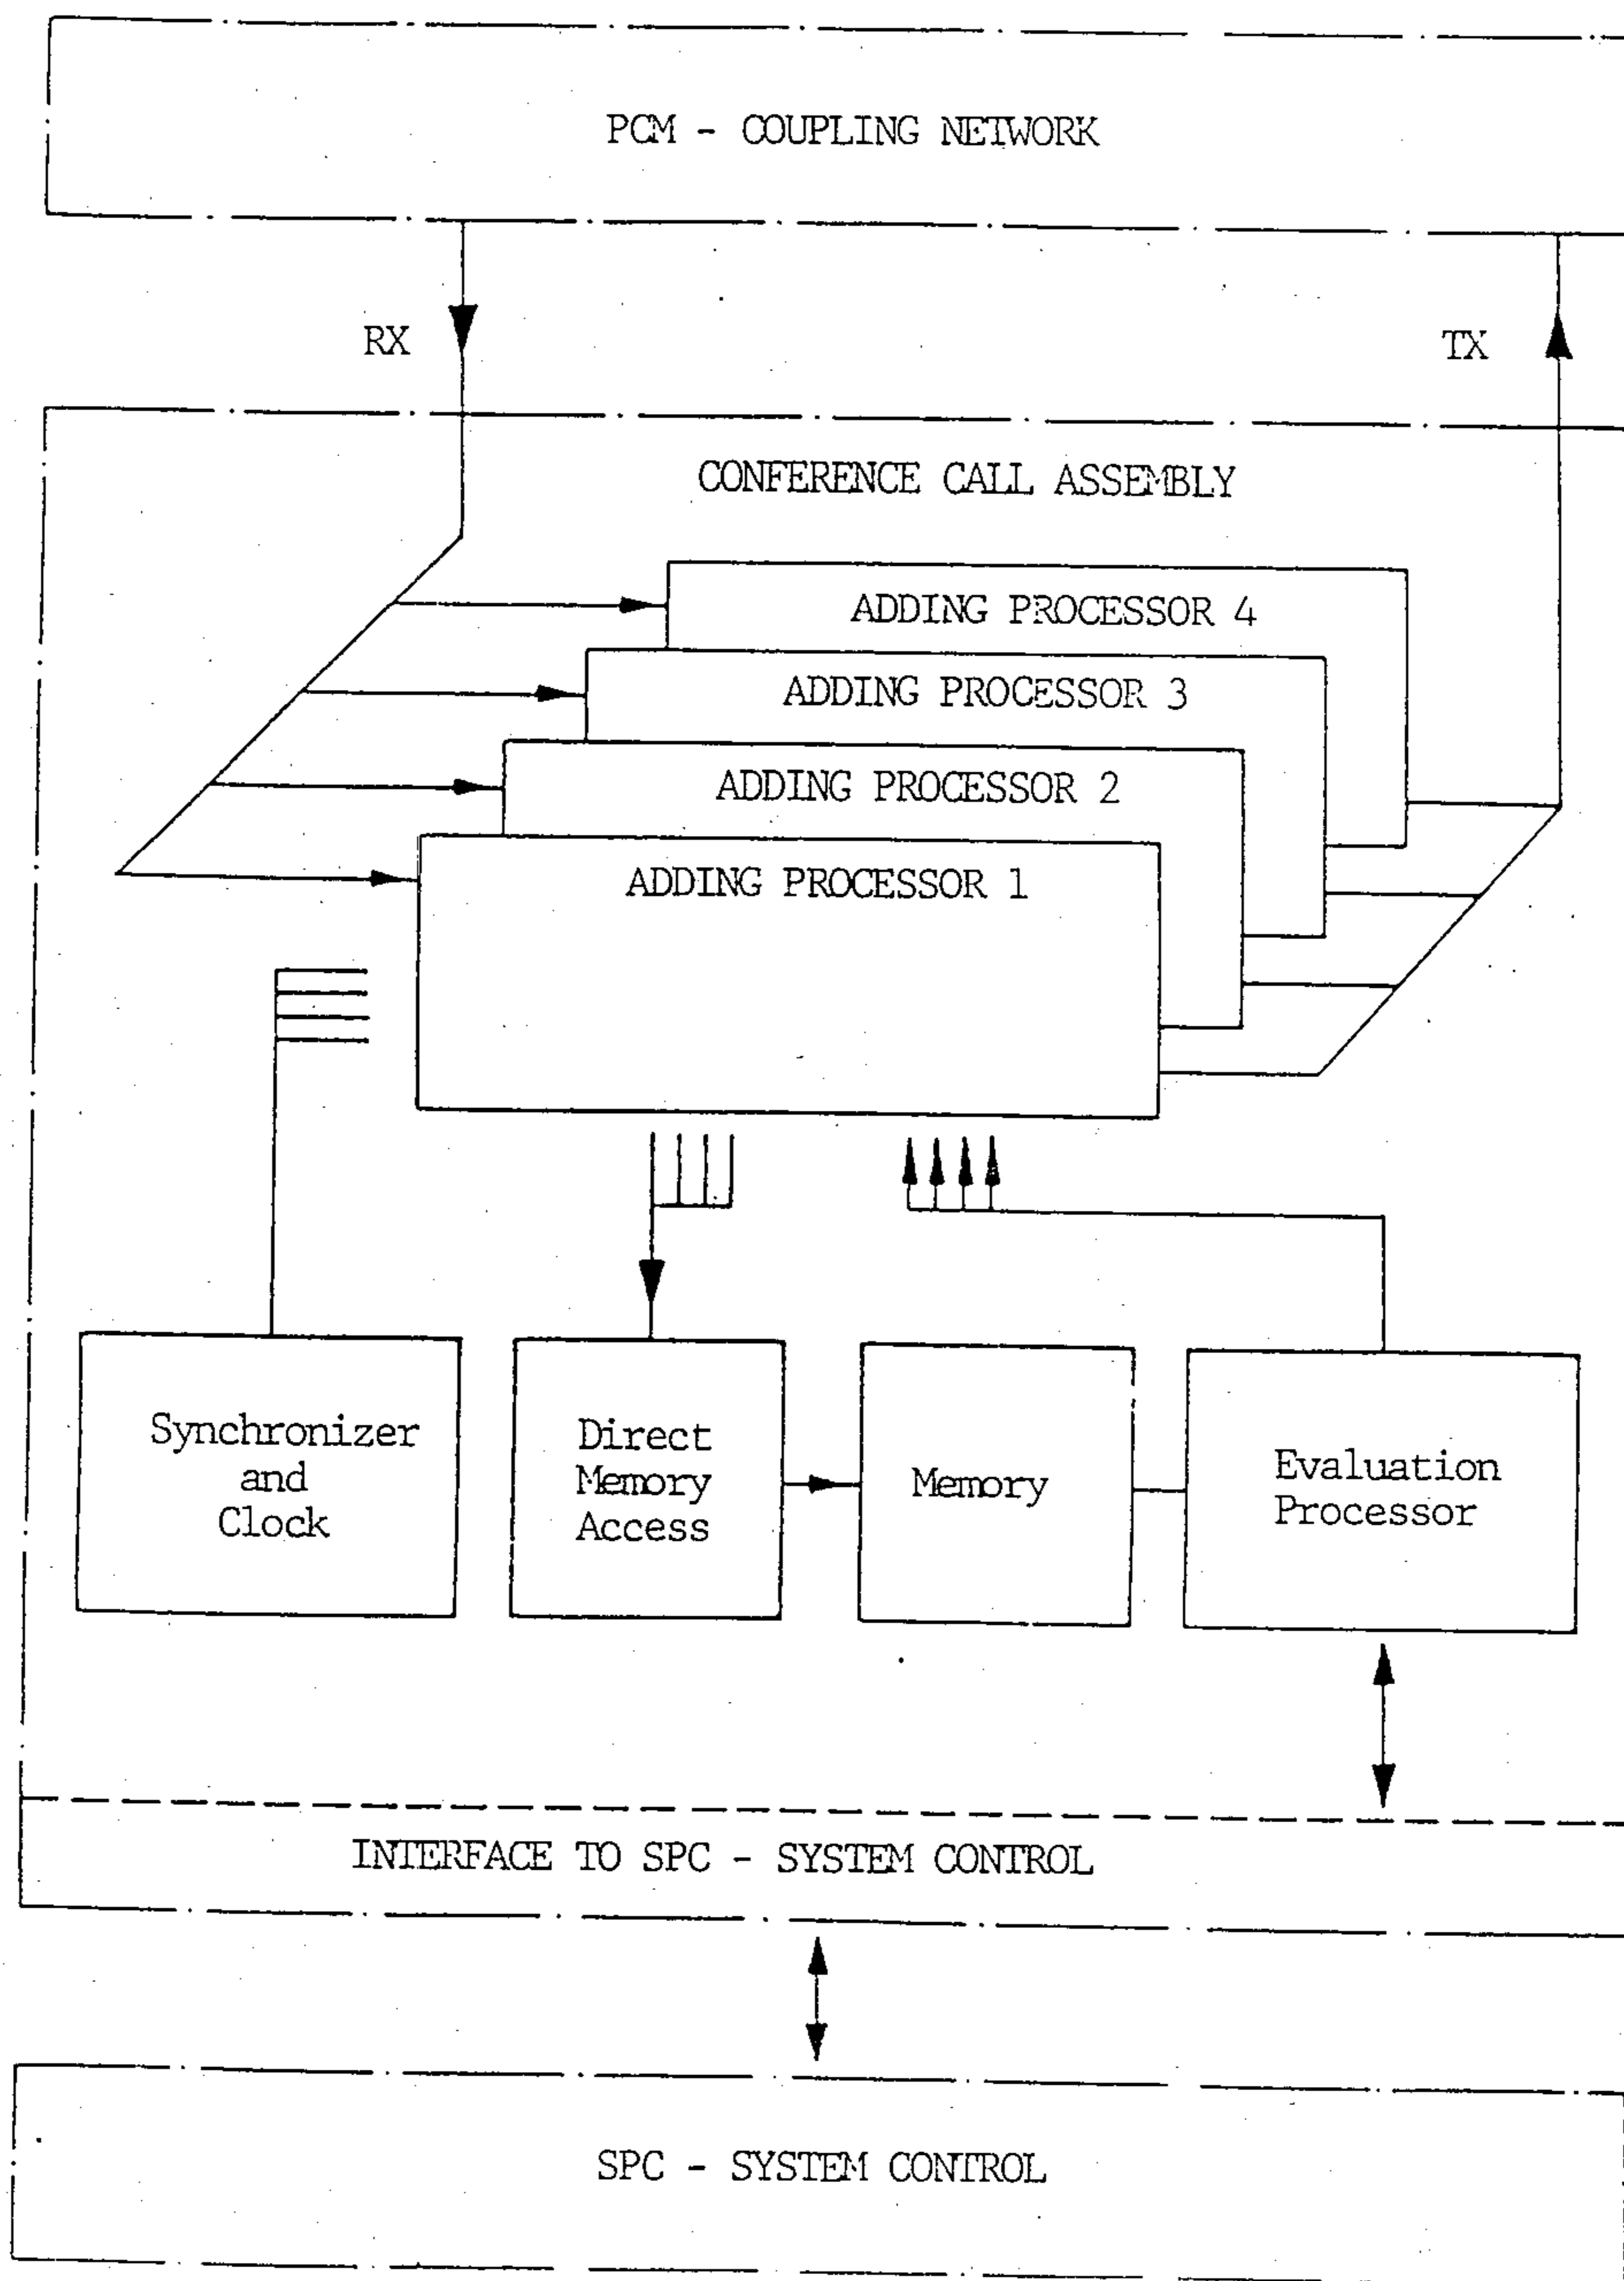 PCM - COUPLING NETWORK
RX
TX
CONFERENCE CALL ASSEMBLY
ADDING PROCESSOR 4
ADDING PROCESSOR 3
ADDING PROCESSOR 2
ADDING PROCESSOR 1
Synchronizer
and
Clock
Direct
Memory
Access
Memory
Evaluation
Processor
INTERFACE TO SPC - SYSTEM CONTROL
SPC - SYSTEM CONTROL